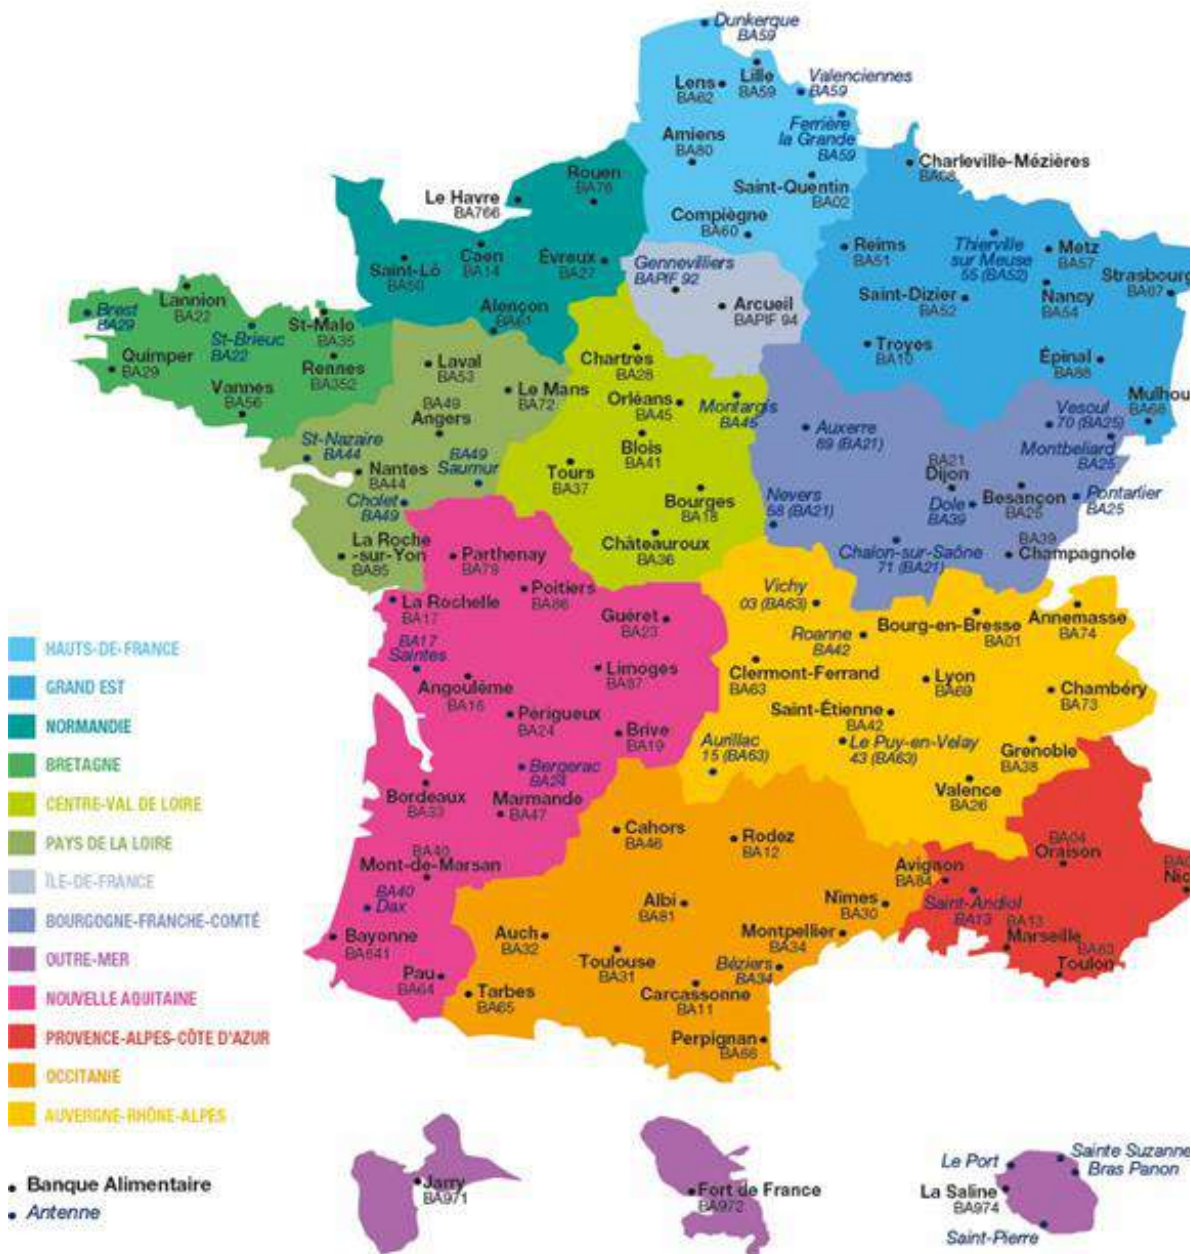 Dunkerque
BA59
Lille
BA59
Lens
BA62
Valenciennes
BA59
Amiens
BA80
Ferrière
la Grande
BA59
Charleville-Mézières
BA08
Saint-Quentin
BA02
Compiègne
BA60
Rouen
BA76
Le Havre
BA766
Caen
BA14
Évreux
BA27
Saint-Lô
BA50
Alençon
BA61
Gennevilliers
BAPIF 92
Arcueil
BAPIF 94
Reims
BA51
Thierville
sur Meuse
55 (BA52)
Metz
BA57
Strasbourg
BA67
Saint-Dizier
BA52
Nancy
BA54
Troyes
BA10
Épinal
BA88
Mulhou
BA68
Lannion
BA22
Brest
BA29
St-Brieuc
BA22
St-Malo
BA35
Quimper
BA29
Rennes
BA352
Vannes
BA56
Laval
BA53
Le Mans
BA72
BA49
Angers
St-Nazaire
BA44
BA49
Saumur
Nantes
BA44
Cholet
BA49
La Roche
-sur-Yon
BA85
Chartres
BA28
Orléans
BA45
Montargis
BA45
Blois
BA41
Tours
BA37
Bourges
BA18
Châteauroux
BA36
Auxerre
89 (BA21)
Vesoul
70 (BA25)
Montbeliard
BA25
BA21
Dijon
Besançon
BA25
Pontarlier
BA25
Dole
BA39
Nevers
58 (BA21)
Chalon-sur-Saône
71 (BA21)
BA39
Champagnole
Parthenay
BA79
Poitiers
BA86
La Rochelle
BA17
Guéret
BA23
BA17
Saintes
Limoges
BA87
Angoulême
BA16
Périgueux
BA24
Brive
BA19
Bergerac
BA24
Bordeaux
BA33
Marmande
BA47
BA40
Mont-de-Marsan
BA40
Dax
Bayonne
BA641
Pau
BA64
Vichy
03 (BA63)
Roanne
BA42
Bourg-en-Bresse
BA01
Annemasse
BA74
Clermont-Ferrand
BA63
Lyon
BA69
Chambéry
BA73
Saint-Étienne
BA42
Aurillac
15 (BA63)
Le Puy-en-Velay
43 (BA63)
Grenoble
BA38
Valence
BA26
Cahors
BA46
Rodez
BA12
Albi
BA81
Nîmes
BA30
Auch
BA32
Montpellier
BA34
Toulouse
BA31
Béziers
BA34
Tarbes
BA65
Carcassonne
BA11
Perpignan
BA66
BA04
Oraison
Avignon
BA84
BA0
Nic
Saint-Andiol
BA13
BA13
Marseille
BA83
Toulon
HAUTS-DE-FRANCE
GRAND EST
NORMANDIE
BRETAGNE
CENTRE-VAL DE LOIRE
PAYS DE LA LOIRE
ÎLE-DE-FRANCE
BOURGOGNE-FRANCHE-COMTÉ
OUTRE-MER
NOUVELLE AQUITAINE
PROVENCE-ALPES-CÔTE D'AZUR
OCCITANIE
AUVERGNE-RHÔNE-ALPES
Banque Alimentaire
Antenne
Jarry
BA971
Fort de France
BA972
Le Port
Sainte Suzanne
Bras Panon
La Saline
BA974
Saint-Pierre